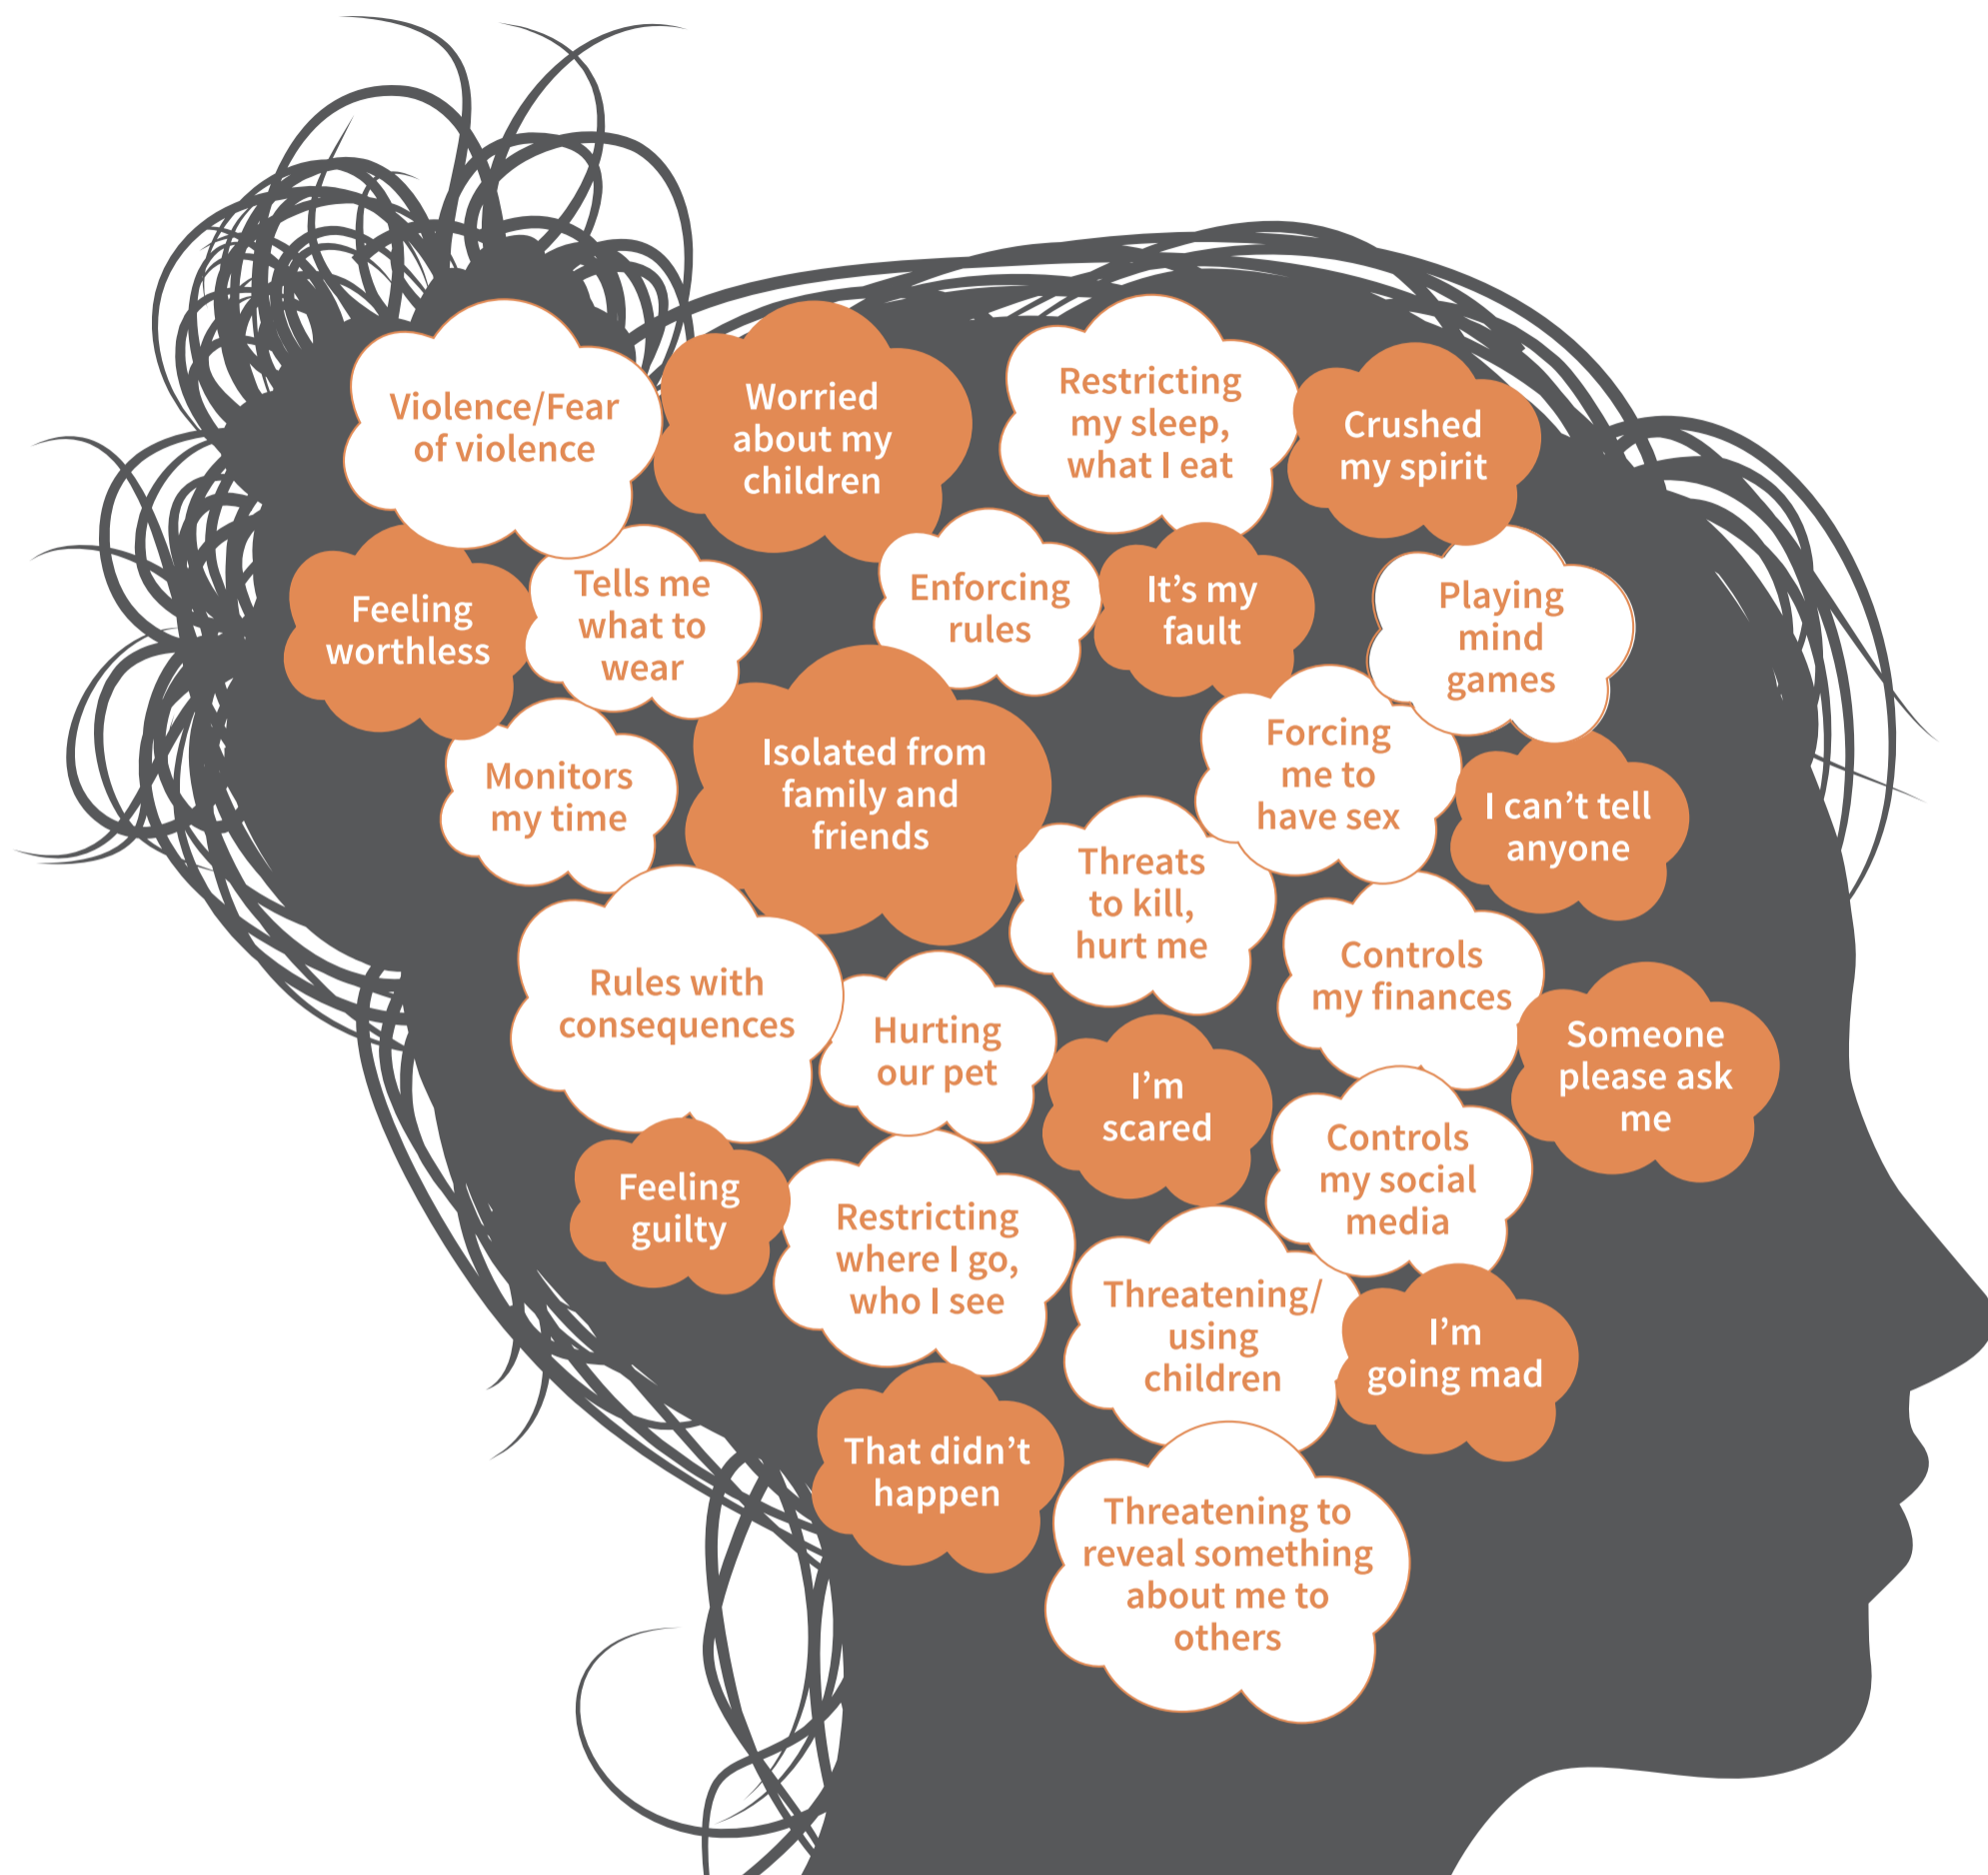 Violence/Fear
of violence
Worried
about my
children
Restricting
my sleep,
what I eat
Crushed
my spirit
Feeling
worthless
Tells me
what to
wear
Enforcing
rules
It's my
fault
Playing
mind
games
Monitors
my time
Isolated from
family and
friends
Forcing
me to
have sex
I can't tell
anyone
Threats
to kill,
hurt me
Rules with
consequences
Hurting
our pet
Controls
my finances
Someone
please ask
me
I'm
scared
Controls
my social
media
Feeling
guilty
Restricting
where I go,
who I see
Threatening/
using
children
I'm
going mad
That didn't
happen
Threatening to
reveal something
about me to
others